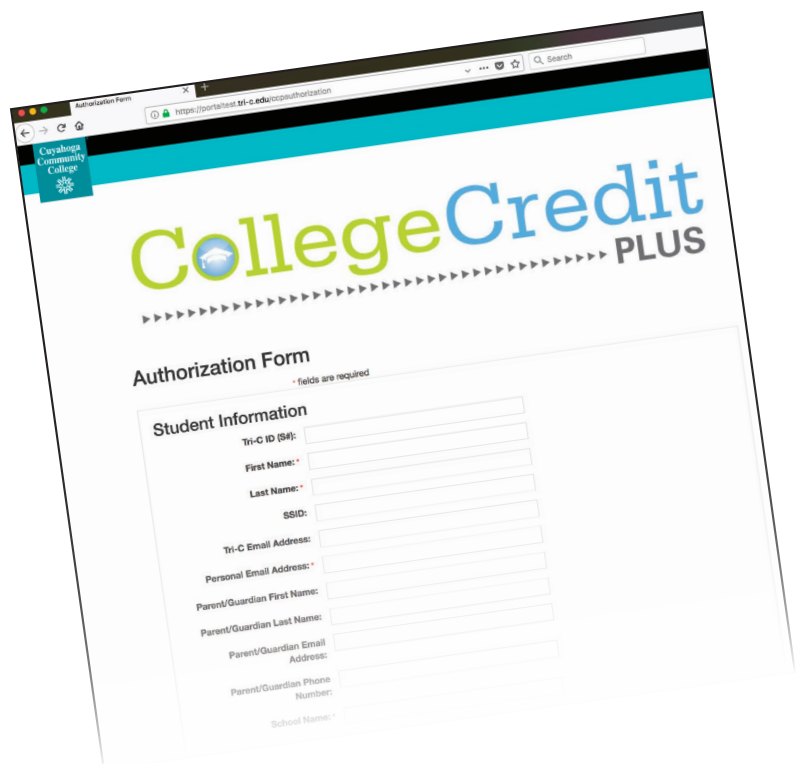 Authorization Form
https://portaltest.tri-c.edu/ccpauthorization
Search
Cuyahoga
Community
College
CollegeCredit
PLUS
Authorization Form
* fields are required
Student Information
Tri-C ID (S#):
First Name: *
Last Name: *
SSID:
Tri-C Email Address:
Personal Email Address: *
Parent/Guardian First Name:
Parent/Guardian Last Name:
Parent/Guardian Email
Address:
Parent/Guardian Phone
Number:
School Name: *